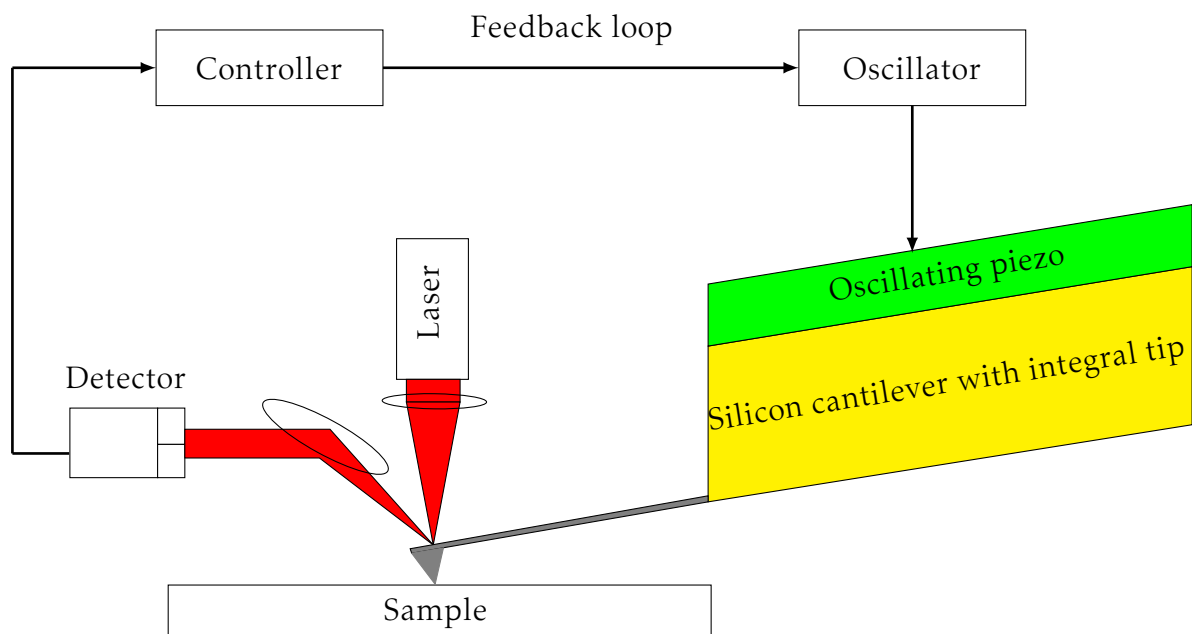 Feedback loop
Controller
Oscillator
Laser
Oscillating piezo
Detector
Silicon cantilever with integral tip
Sample